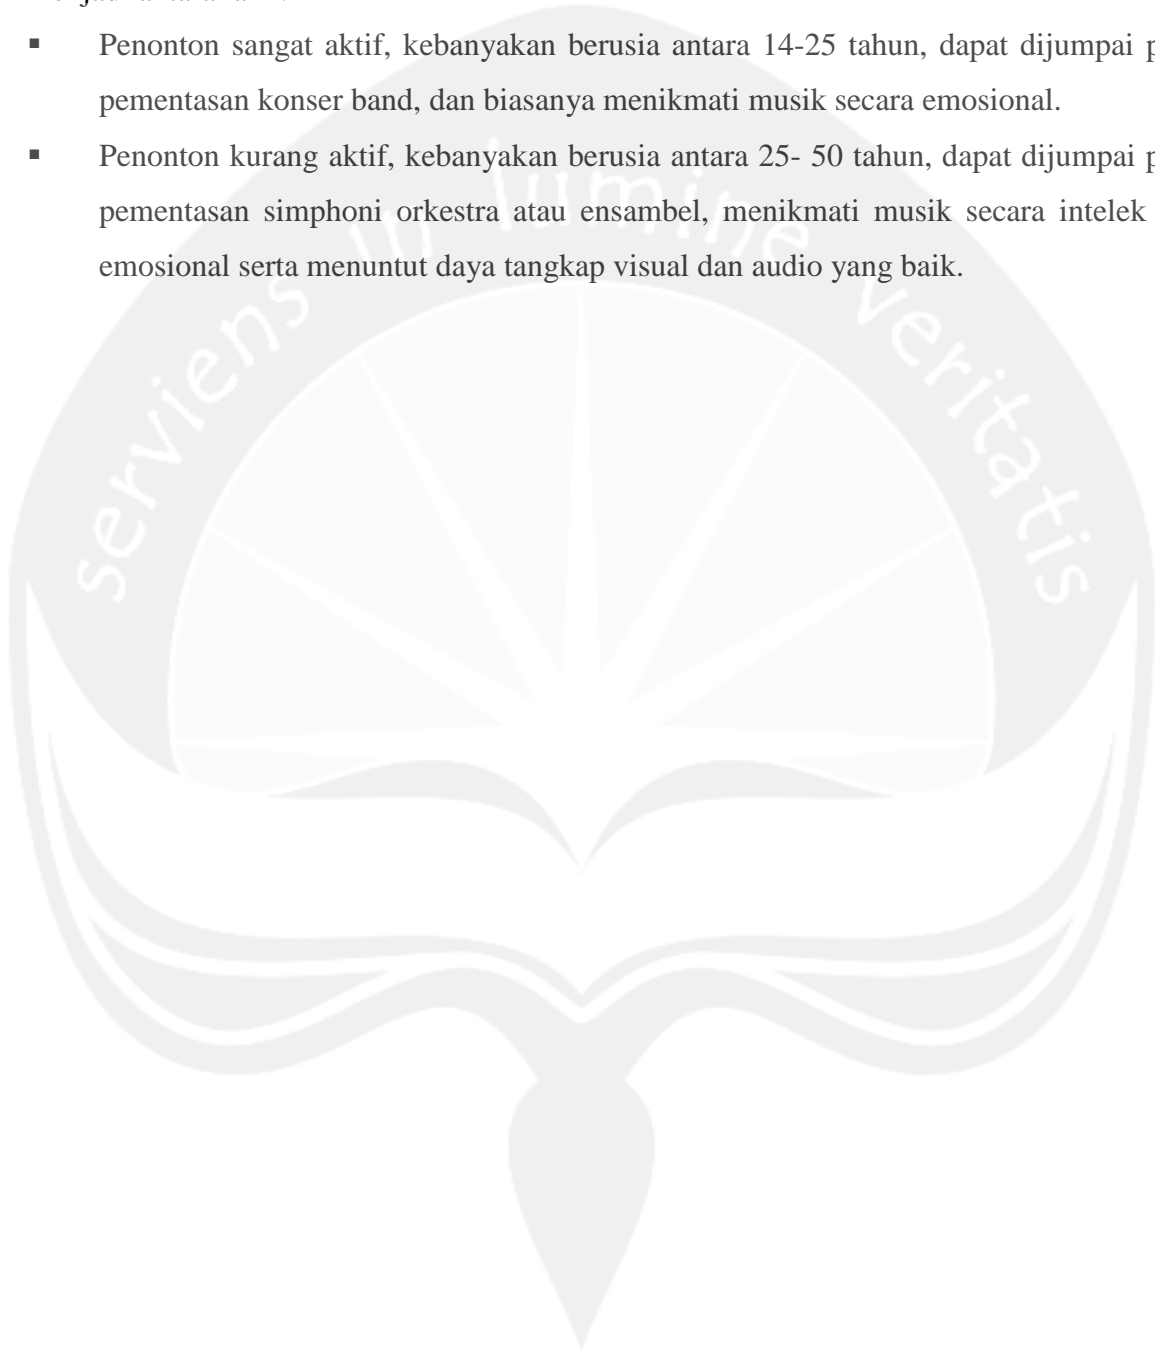 ▪ Penonton sangat aktif, kebanyakan berusia antara 14-25 tahun, dapat dijumpai p
pementasan konser band, dan biasanya menikmati musik secara emosional.
▪ Penonton kurang aktif, kebanyakan berusia antara 25- 50 tahun, dapat dijumpai p
pementasan simphoni orkestra atau ensambel, menikmati musik secara intelek
emosional serta menuntut daya tangkap visual dan audio yang baik.
serviens in lumine veritatis